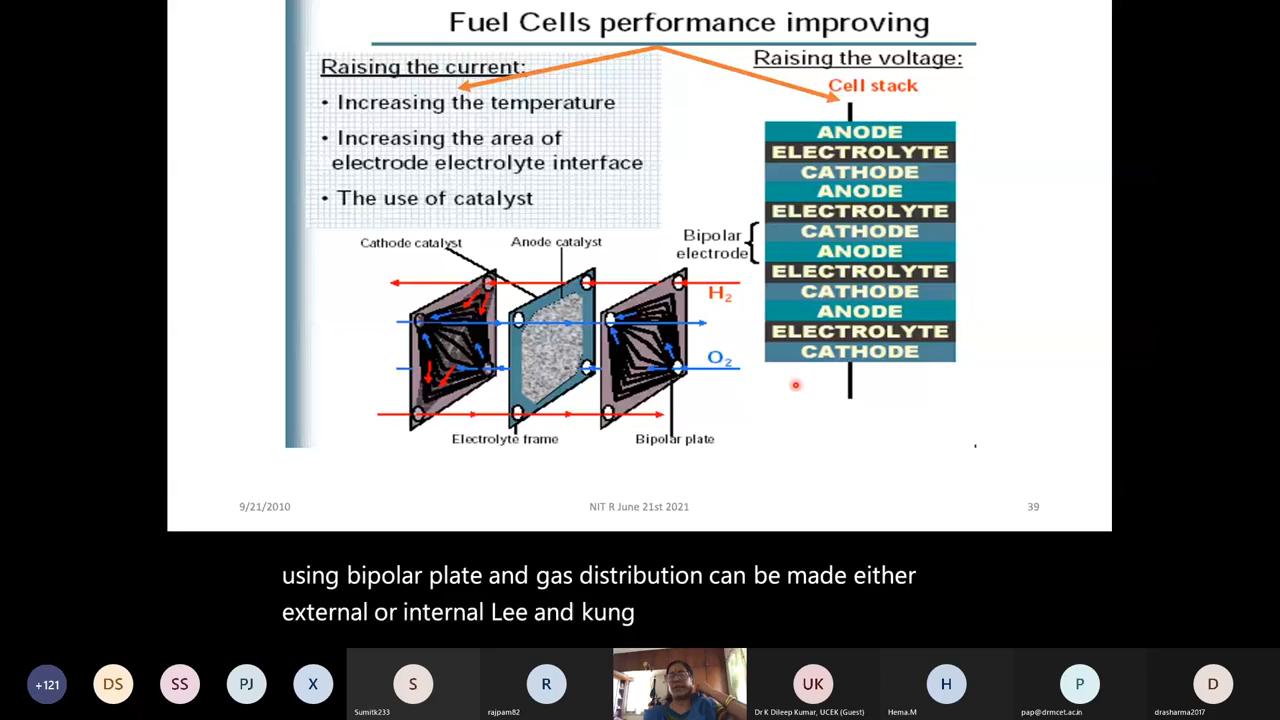 Fuel Cells performance improving
Raising the current:
• Increasing the temperature
• Increasing the area of
electrode electrolyte interface
• The use of catalyst
Raising the voltage:
Cell stack
ANODE
ELECTROLYTE
CATHODE
ANODE
ELECTROLYTE
CATHODE
ANODE
ELECTROLYTE
CATHODE
ANODE
ELECTROLYTE
CATHODE
Bipolar
electrode
Cathode catalyst
Anode catalyst
H₂
O₂
Electrolyte frame
Bipolar plate
9/21/2010
NIT R June 21st 2021
39
using bipolar plate and gas distribution can be made either
external or internal Lee and kung
+121
DS
SS
PJ
X
S
Sumitk233
R
rajpam82
UK
Dr K Dileep Kumar, UCEK (Guest)
H
Hema.M
P
pap@drmcet.ac.in
D
drasharma2017